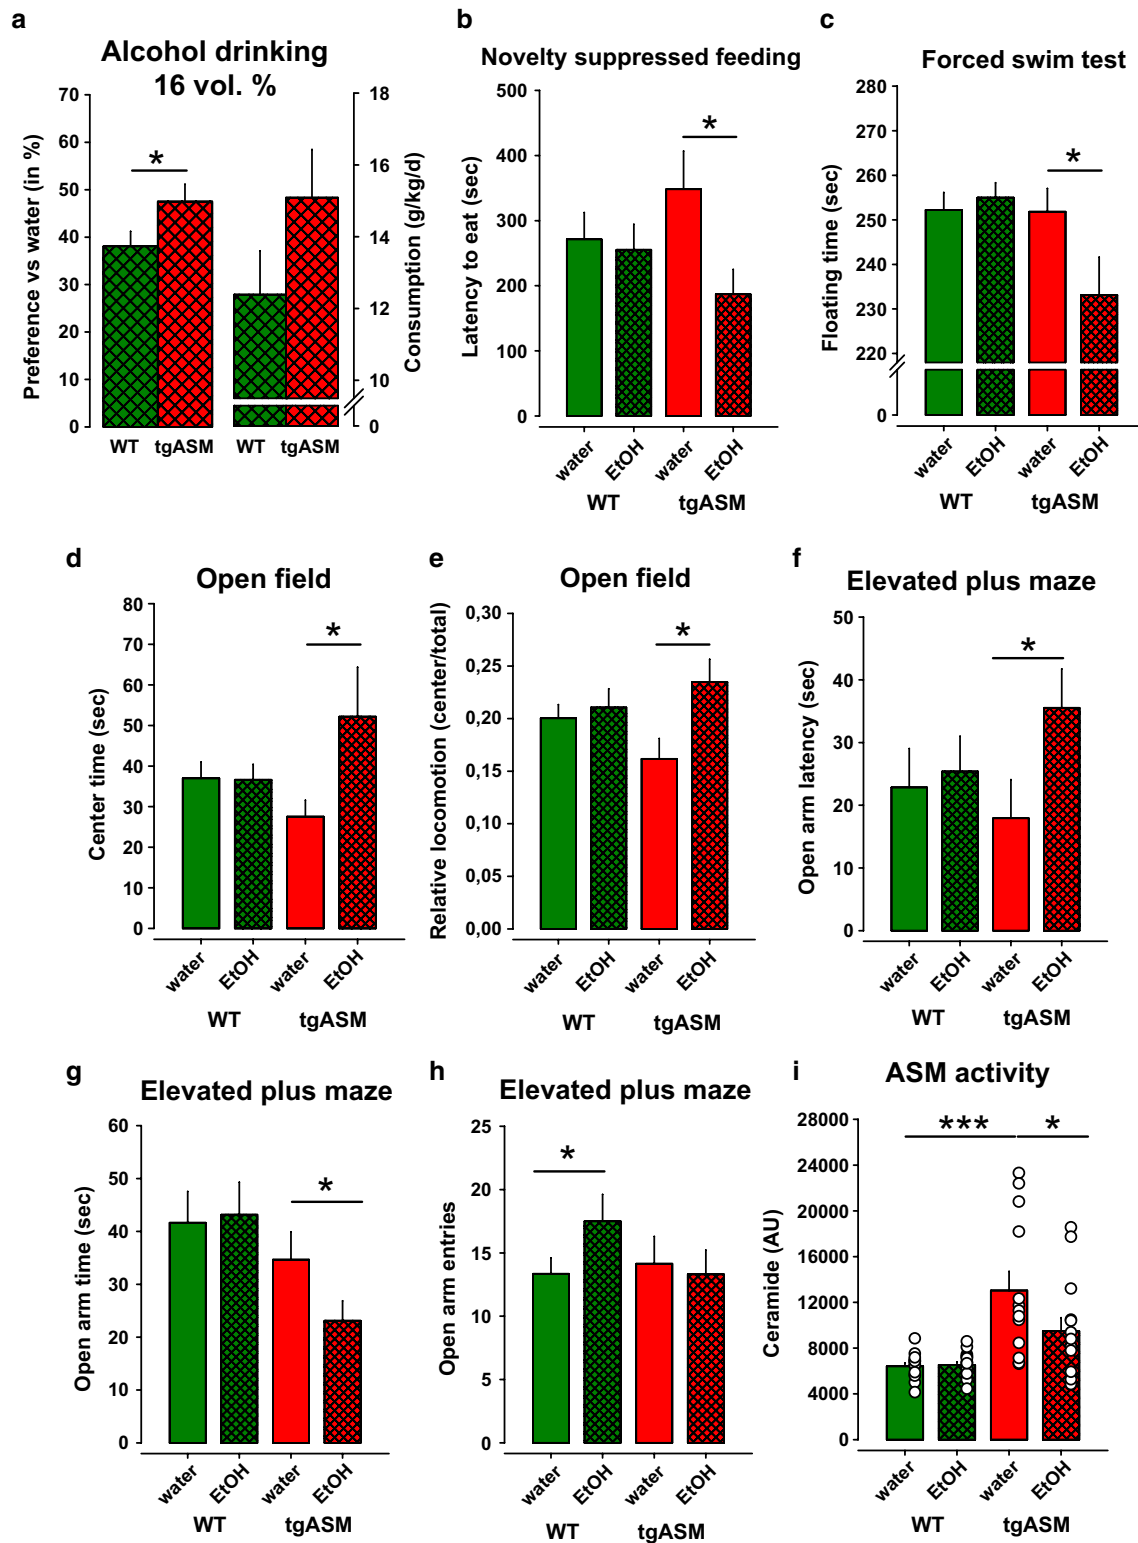 a
Alcohol drinking
16 vol. %
Preference vs water (in %)
70
60
50
40
30
20
10
0
*
WT tgASM WT tgASM
18
16
14
12
10
0
Consumption (g/kg/d)
b
Novelty suppressed feeding
Latency to eat (sec)
500
400
300
200
100
0
*
water EtOH water EtOH
WT tgASM
c
Forced swim test
Floating time (sec)
280
270
260
250
240
230
220
0
*
water EtOH water EtOH
WT tgASM
d
Open field
Center time (sec)
80
70
60
50
40
30
20
10
0
*
water EtOH water EtOH
WT tgASM
e
Open field
Relative locomotion (center/total)
0,30
0,25
0,20
0,15
0,10
0,05
0,00
*
water EtOH water EtOH
WT tgASM
f
Elevated plus maze
Open arm latency (sec)
50
40
30
20
10
0
*
water EtOH water EtOH
WT tgASM
g
Elevated plus maze
Open arm time (sec)
60
50
40
30
20
10
0
*
water EtOH water EtOH
WT tgASM
h
Elevated plus maze
Open arm entries
25
20
15
10
5
0
*
water EtOH water EtOH
WT tgASM
i
ASM activity
Ceramide (AU)
28000
24000
20000
16000
12000
8000
4000
0
*** *
water EtOH water EtOH
WT tgASM